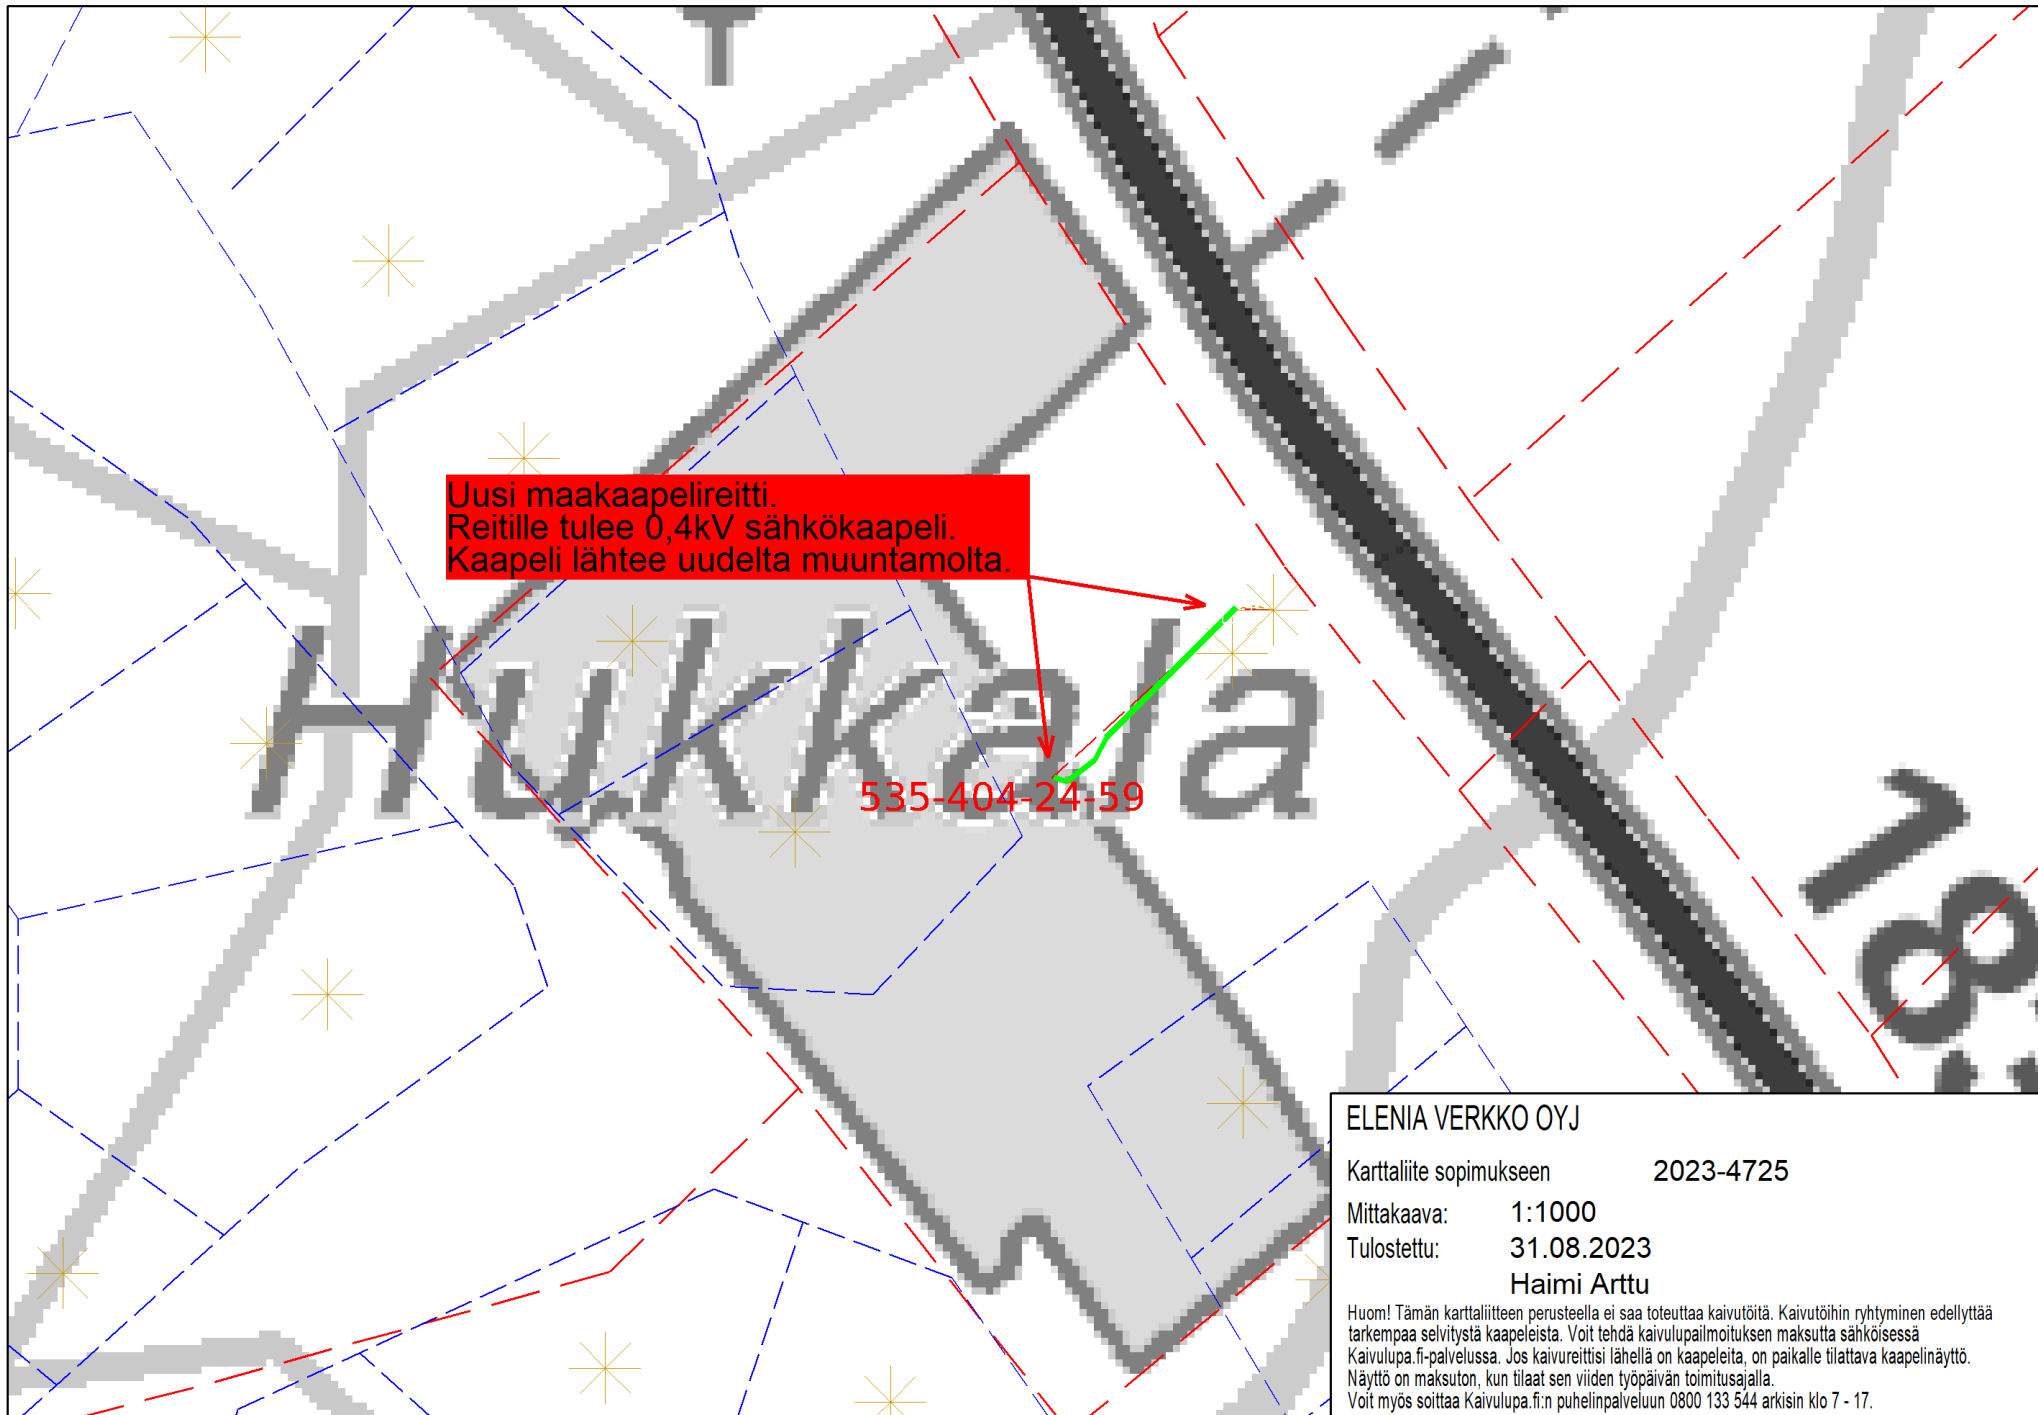 Uusi maakaapelireitti.
Reitille tulee 0,4kV sähkökaapeli.
Kaapeli lähtee uudelta muuntamolta.
Hukkala
535-404-24-59
18
ELENIA VERKKO OYJ
Karttaliite sopimukseen 2023-4725
Mittakaava: 1:1000
Tulostettu: 31.08.2023
Haimi Arttu
Huom! Tämän karttaliitteen perusteella ei saa toteuttaa kaivutöitä. Kaivutöihin ryhtyminen edellyttää
tarkempaa selvitystä kaapeleista. Voit tehdä kaivulupailmoituksen maksutta sähköisessä
Kaivulupa.fi-palvelussa. Jos kaivureittisi lähellä on kaapeleita, on paikalle tilattava kaapelinäyttö.
Näyttö on maksuton, kun tilaat sen viiden työpäivän toimitusajalla.
Voit myös soittaa Kaivulupa.fi:n puhelinpalveluun 0800 133 544 arkisin klo 7 - 17.